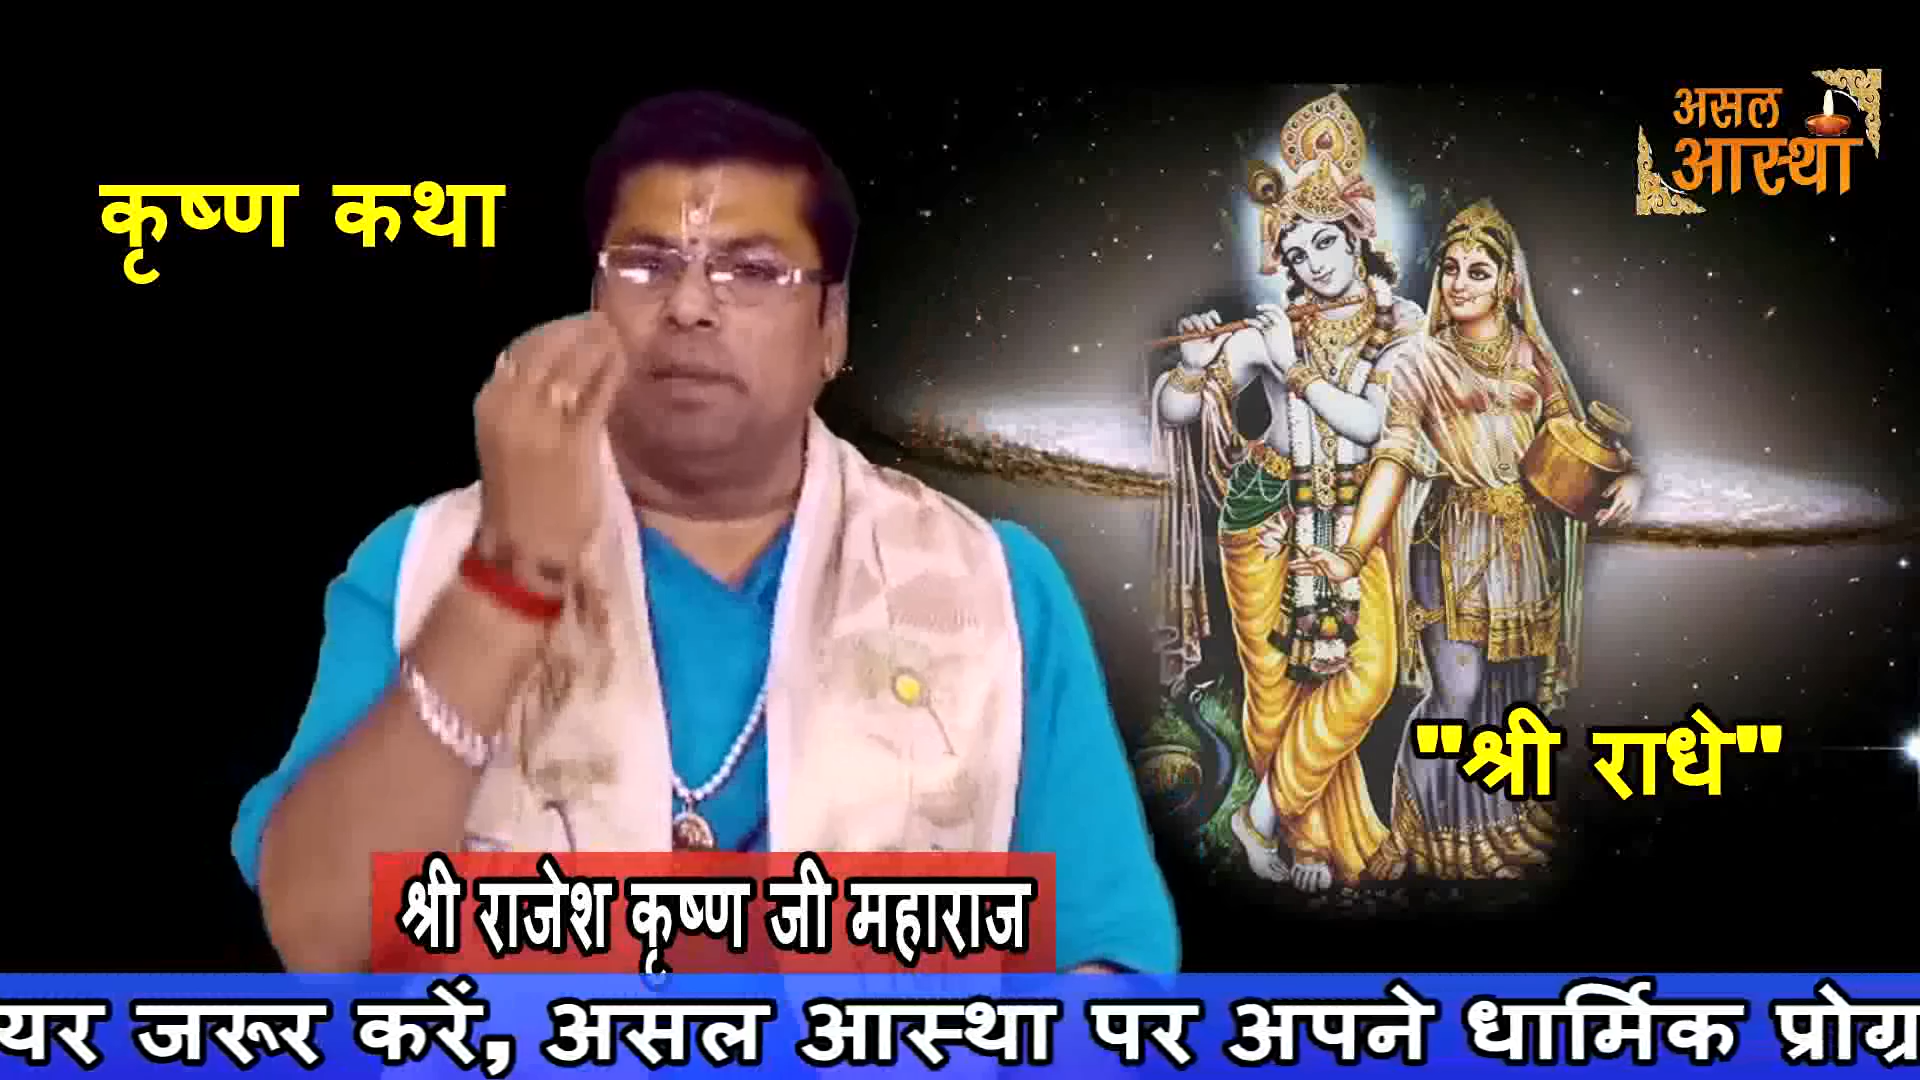 असल
आस्था
कृष्ण कथा
"श्री राधे"
श्री राजेश कृष्ण जी महाराज
यर जरूर करें, असल आस्था पर अपने धार्मिक प्रोग्र